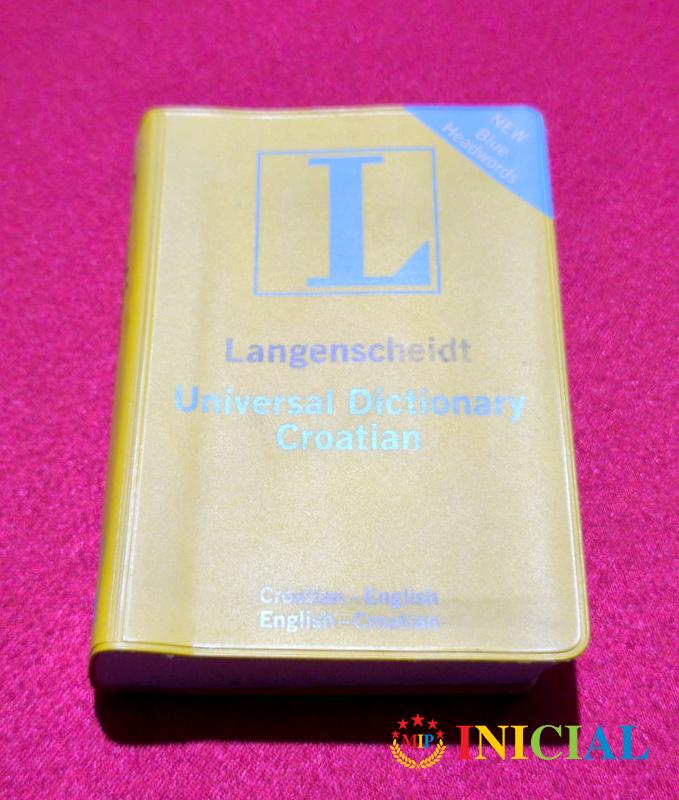 NEW
Blue
Headwords
L
Langenscheidt
Universal Dictionary
Croatian
Croatian – English
English – Croatian
MIP INICIAL